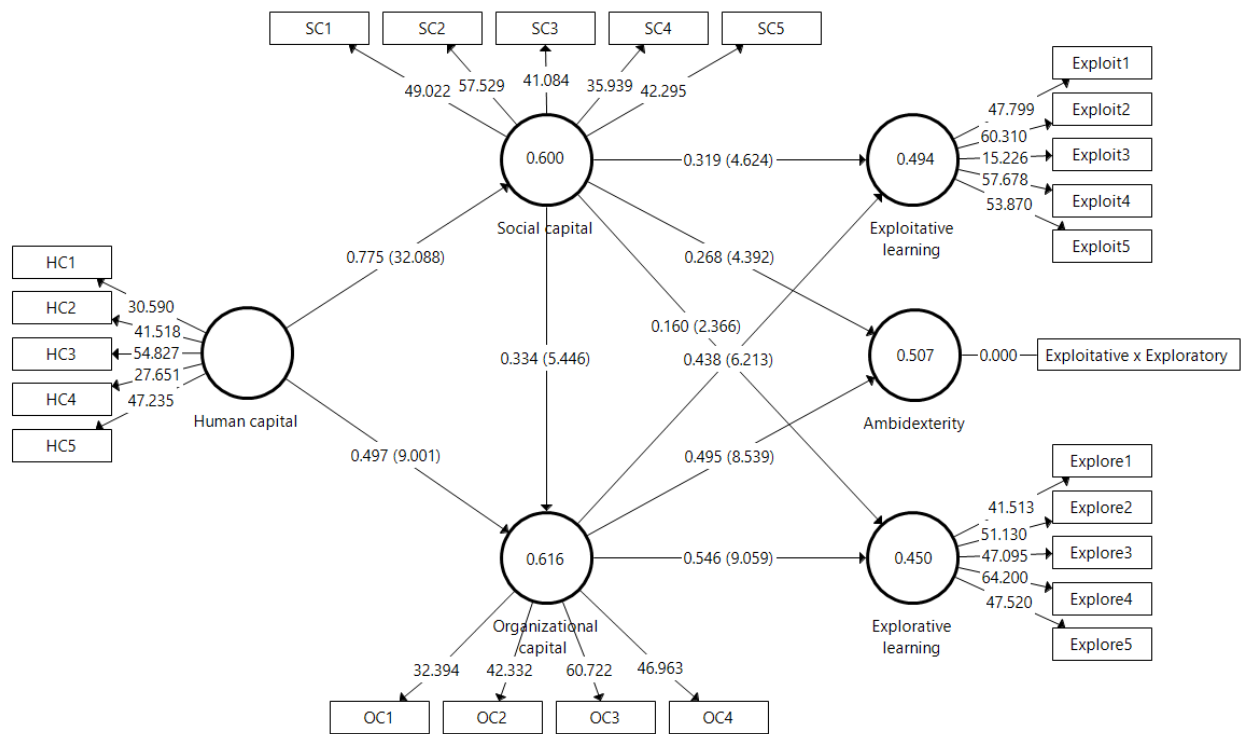 SC1
SC2
SC3
SC4
SC5
49.022
57.529
41.084
35.939
42.295
Exploit1
Exploit2
Exploit3
Exploit4
Exploit5
47.799
60.310
15.226
57.678
53.870
0.600
Social capital
0.319 (4.624)
0.494
Exploitative
learning
0.775 (32.088)
0.268 (4.392)
HC1
HC2
HC3
HC4
HC5
30.590
41.518
54.827
27.651
47.235
Human capital
0.160 (2.366)
0.334 (5.446)
0.438 (6.213)
0.507
0.000
Exploitative x Exploratory
Ambidexterity
0.497 (9.001)
0.495 (8.539)
Explore1
Explore2
Explore3
Explore4
Explore5
41.513
51.130
47.095
64.200
47.520
0.616
Organizational
capital
0.546 (9.059)
0.450
Explorative
learning
32.394
42.332
60.722
46.963
OC1
OC2
OC3
OC4